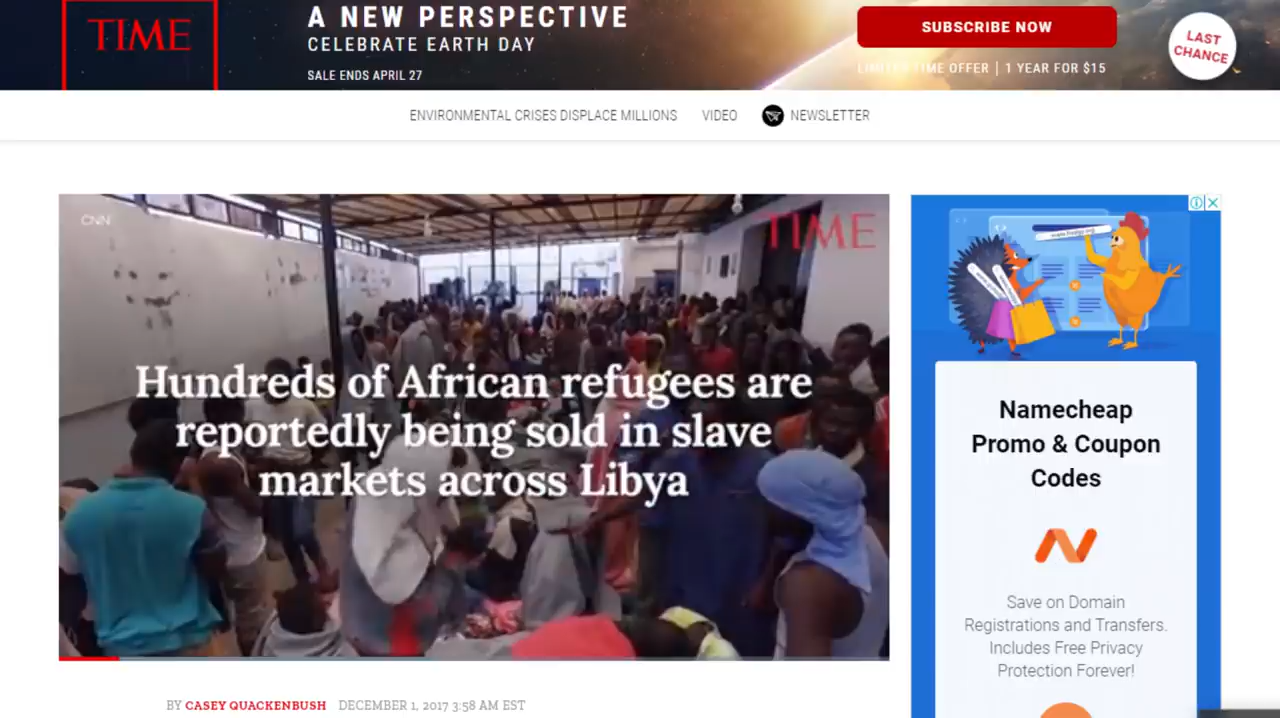 TIME
A NEW PERSPECTIVE
CELEBRATE EARTH DAY
SALE ENDS APRIL 27
SUBSCRIBE NOW
LIMITED TIME OFFER | 1 YEAR FOR $15
LAST
CHANCE
ENVIRONMENTAL CRISES DISPLACE MILLIONS
VIDEO
NEWSLETTER
CNN
TIME
Hundreds of African refugees are
reportedly being sold in slave
markets across Libya
BY CASEY QUACKENBUSH DECEMBER 1, 2017 3:58 AM EST
Namecheap
Promo & Coupon
Codes
Save on Domain
Registrations and Transfers.
Includes Free Privacy
Protection Forever!